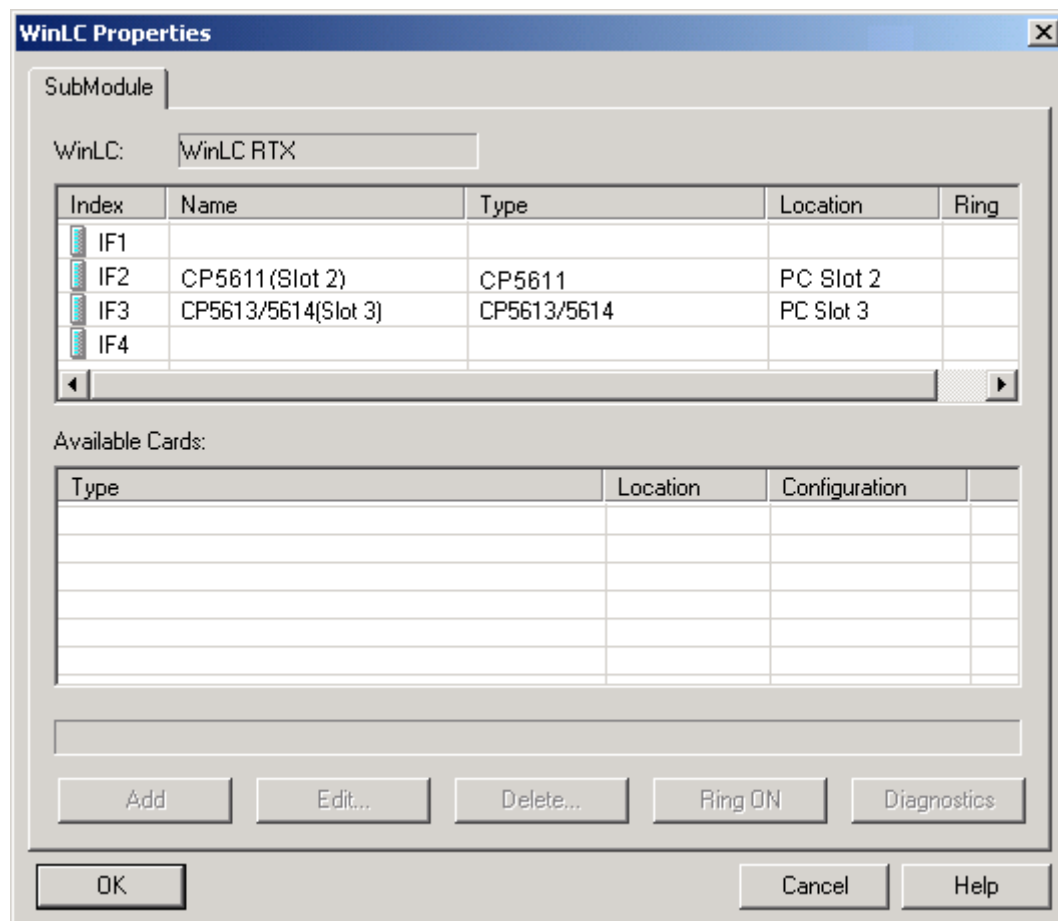 WinLC Properties
SubModule
WinLC: WinLC RTX
Index Name Type Location Ring
IF1
IF2 CP5611(Slot 2) CP5611 PC Slot 2
IF3 CP5613/5614(Slot 3) CP5613/5614 PC Slot 3
IF4
Available Cards:
Type Location Configuration
Add Edit... Delete... Ring ON Diagnostics
OK Cancel Help